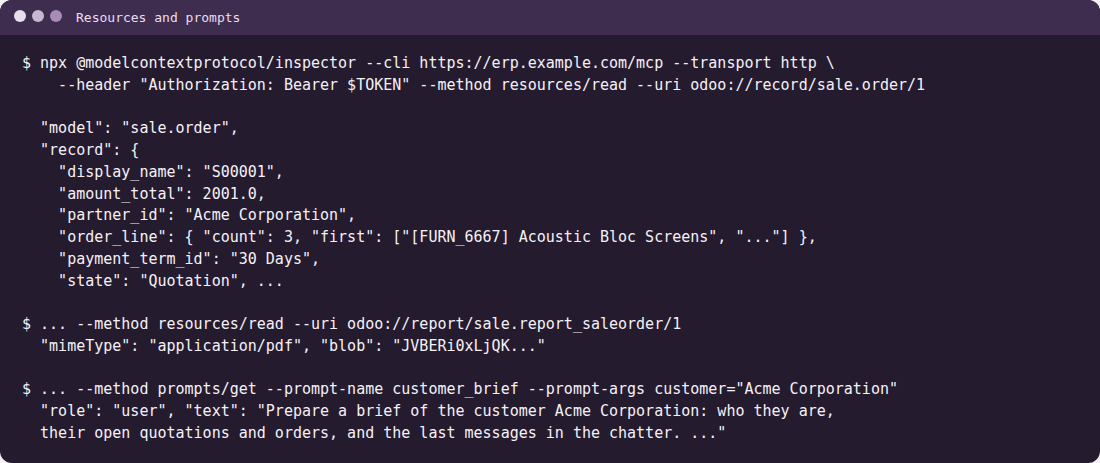 Resources and prompts
$ npx @modelcontextprotocol/inspector --cli https://erp.example.com/mcp --transport http \
    --header "Authorization: Bearer $TOKEN" --method resources/read --uri odoo://record/sale.order/1
  "model": "sale.order",
  "record": {
    "display_name": "S00001",
    "amount_total": 2001.0,
    "partner_id": "Acme Corporation",
    "order_line": { "count": 3, "first": ["[FURN_6667] Acoustic Bloc Screens", "..."] },
    "payment_term_id": "30 Days",
    "state": "Quotation", ...
$ ... --method resources/read --uri odoo://report/sale.report_saleorder/1
  "mimeType": "application/pdf", "blob": "JVBERi0xLjQK..."
$ ... --method prompts/get --prompt-name customer_brief --prompt-args customer="Acme Corporation"
  "role": "user", "text": "Prepare a brief of the customer Acme Corporation: who they are,
  their open quotations and orders, and the last messages in the chatter. ..."